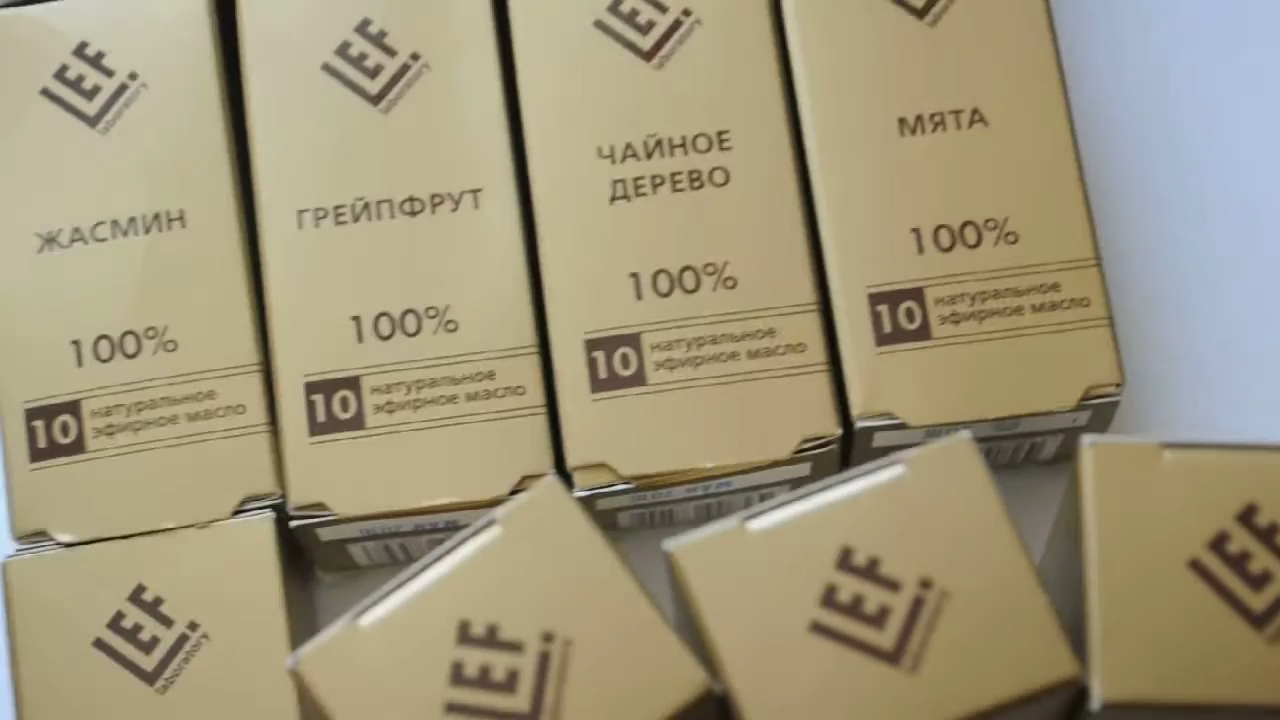 LEF
laboratory
ЖАСМИН
100%
10 натуральное
эфирное масло
LEF
laboratory
ГРЕЙПФРУТ
100%
10 натуральное
эфирное масло
LEF
laboratory
ЧАЙНОЕ
ДЕРЕВО
100%
10 натуральное
эфирное масло
МЯТА
100%
10 натуральное
эфирное масло
LEF
laboratory
LEF
LEF
laboratory
LEF